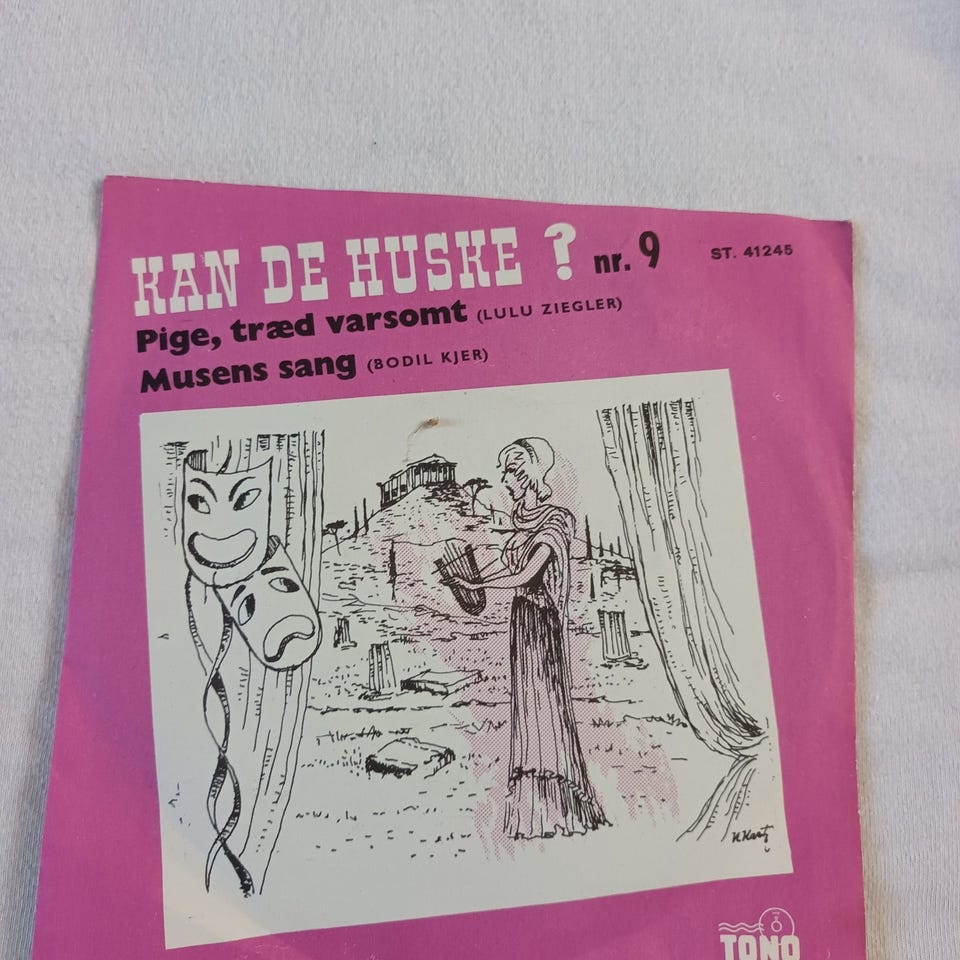 KAN DE HUSKE ? nr. 9 ST. 41245
Pige, træd varsomt (LULU ZIEGLER)
Musens sang (BODIL KJER)
TONO